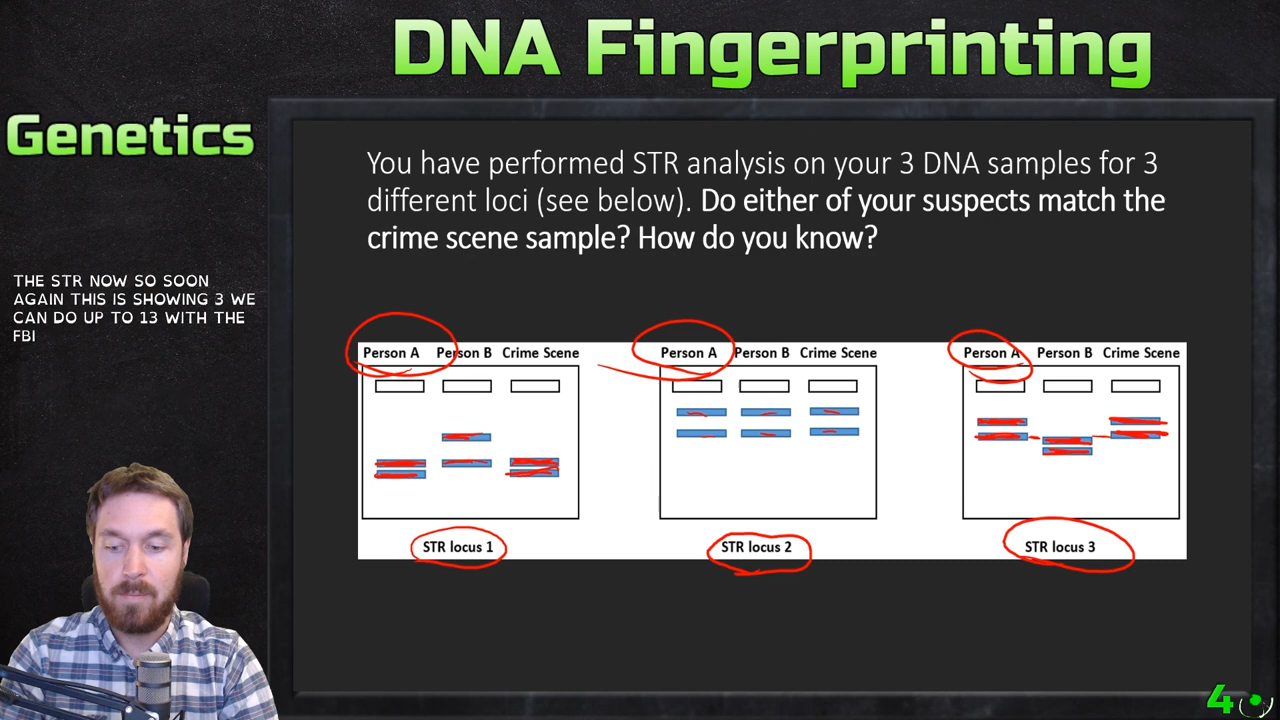 DNA Fingerprinting
Genetics
You have performed STR analysis on your 3 DNA samples for 3
different loci (see below). Do either of your suspects match the
crime scene sample? How do you know?
THE STR NOW SO SOON
AGAIN THIS IS SHOWING 3 WE
CAN DO UP TO 13 WITH THE
FBI
Person A Person B Crime Scene
Person A Person B Crime Scene
Person A Person B Crime Scene
STR locus 1
STR locus 2
STR locus 3
4